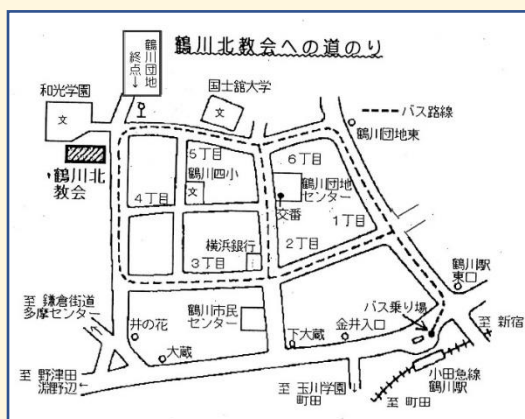 鶴川北教会への道のり
鶴川団地
終点↓
和光学園
文
国士舘大学
文
バス路線
鶴川団地東
鶴川北
教会
5丁目
鶴川四小
文
4丁目
6丁目
鶴川団地
センター
交番
1丁目
横浜銀行
3丁目
2丁目
鶴川駅
東口
バス乗り場
至 鎌倉街道
多摩センター
井の花
鶴川市民
センター
大蔵
下大蔵
金井入口
至 新宿
至 野津田
淵野辺←
至 玉川学園
町田
小田急線
鶴川駅
至 町田